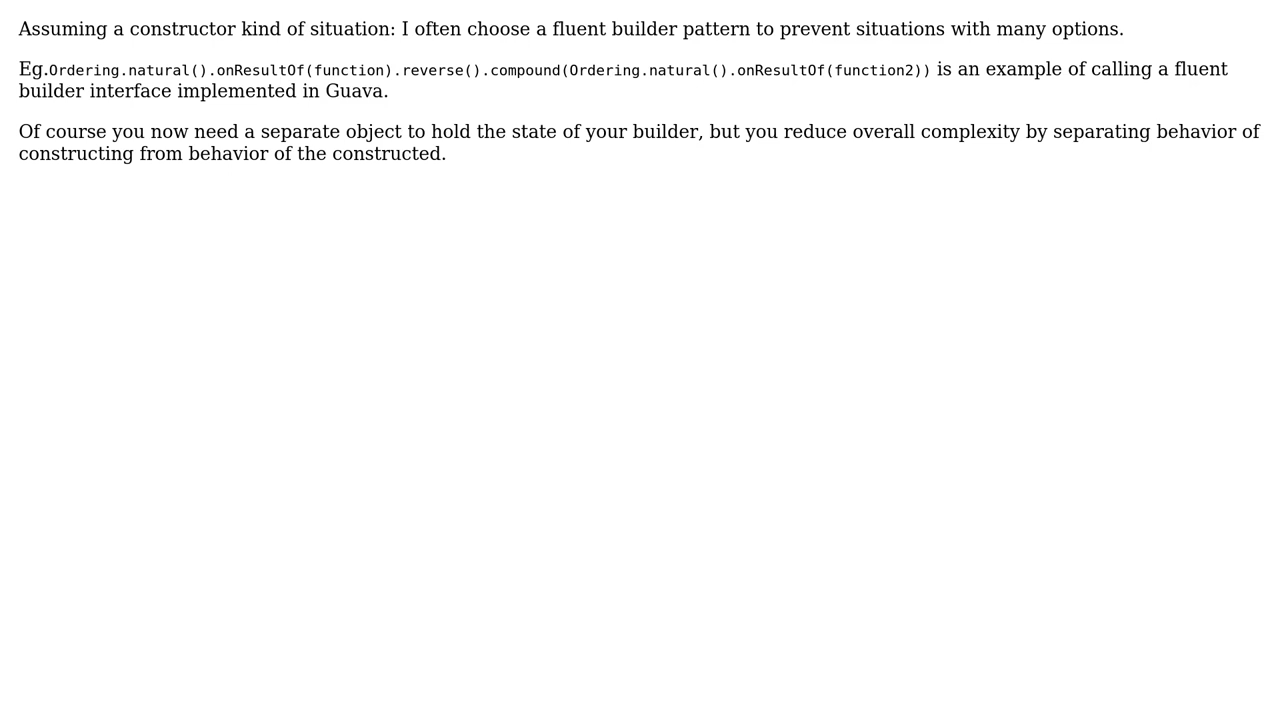 Assuming a constructor kind of situation: I often choose a fluent builder pattern to prevent situations with many options.
Eg.Ordering.natural().onResultOf(function).reverse().compound(Ordering.natural().onResultOf(function2)) is an example of calling a fluent
builder interface implemented in Guava.
Of course you now need a separate object to hold the state of your builder, but you reduce overall complexity by separating behavior of
constructing from behavior of the constructed.